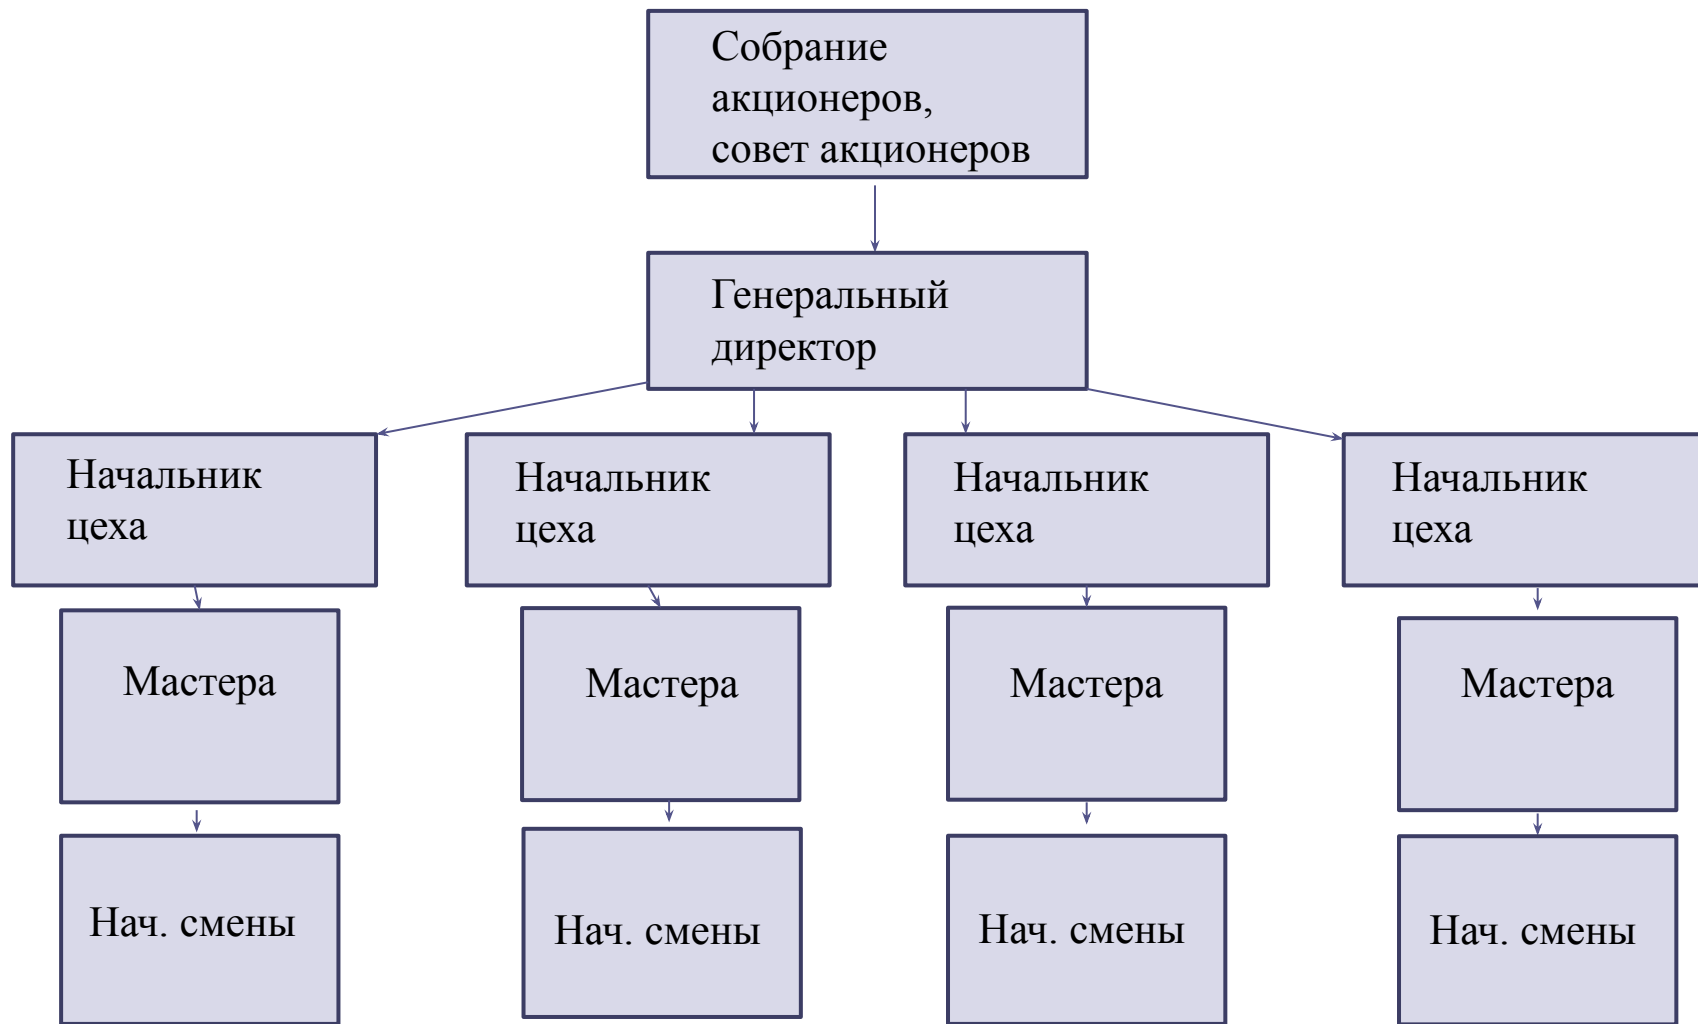 Собрание
акционеров,
совет акционеров
Генеральный
директор
Начальник
цеха
Начальник
цеха
Начальник
цеха
Начальник
цеха
Мастера
Мастера
Мастера
Мастера
Нач. смены
Нач. смены
Нач. смены
Нач. смены